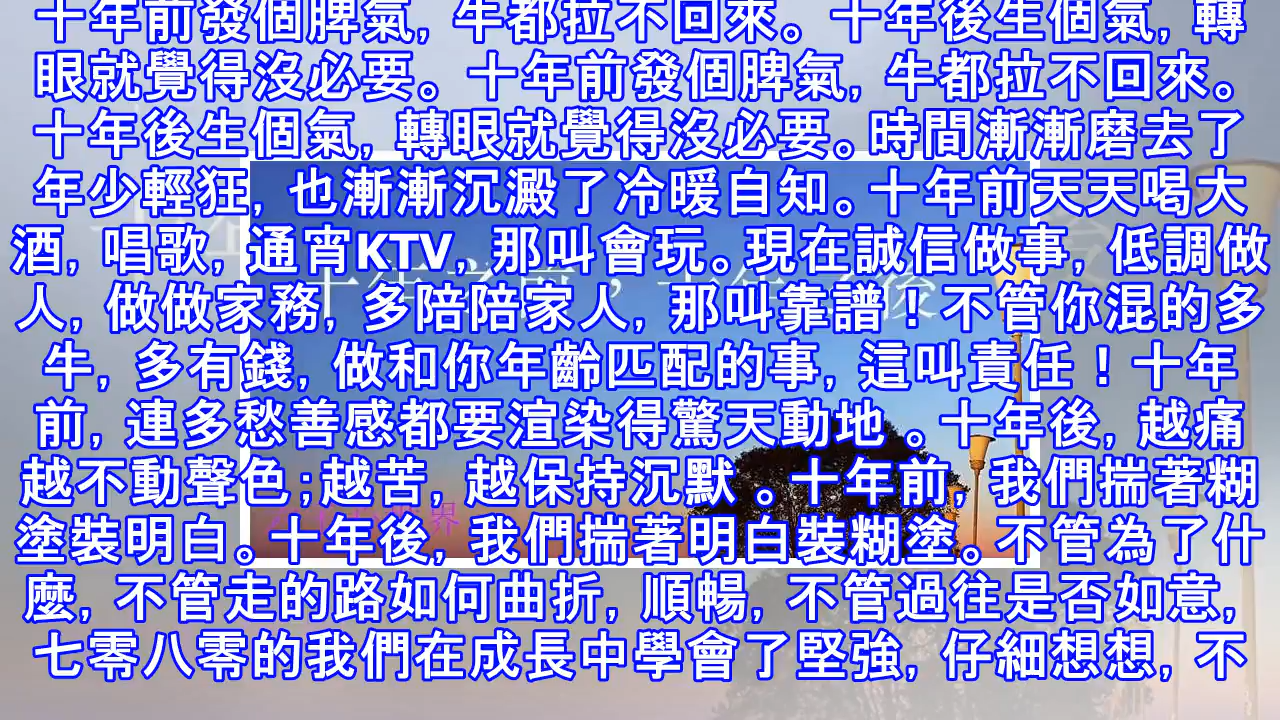 十年前發個脾氣, 牛都拉不回來。十年後生個氣, 轉
眼就覺得沒必要。十年前發個脾氣, 牛都拉不回來。
十年後生個氣, 轉眼就覺得沒必要。時間漸漸磨去了
年少輕狂, 也漸漸沉澱了冷暖自知。十年前天天喝大
酒, 唱歌, 通宵KTV, 那叫會玩。現在誠信做事, 低調做
人, 做做家務, 多陪陪家人, 那叫靠譜！不管你混的多
牛, 多有錢, 做和你年齡匹配的事, 這叫責任！十年
前, 連多愁善感都要渲染得驚天動地 。十年後, 越痛
越不動聲色;越苦, 越保持沉默 。十年前, 我們揣著糊
塗裝明白。十年後, 我們揣著明白裝糊塗。不管為了什
麼, 不管走的路如何曲折, 順暢, 不管過往是否如意,
七零八零的我們在成長中學會了堅強, 仔細想想, 不